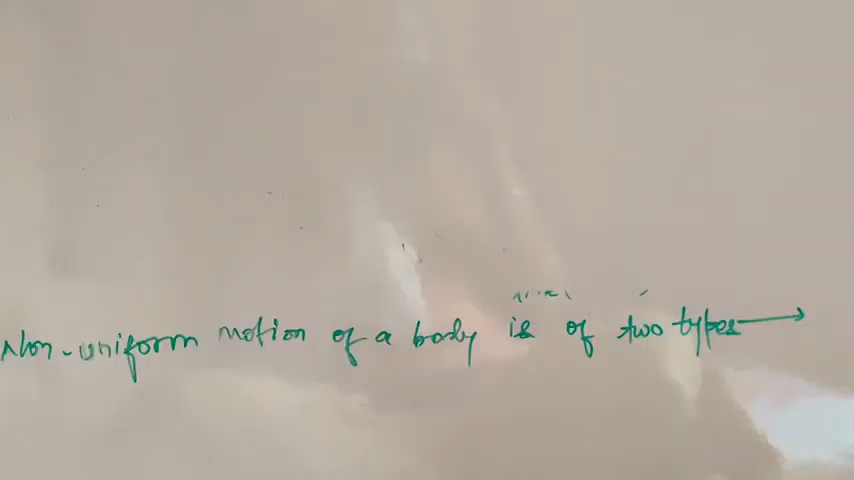 Non-uniform motion of a body is of two types →